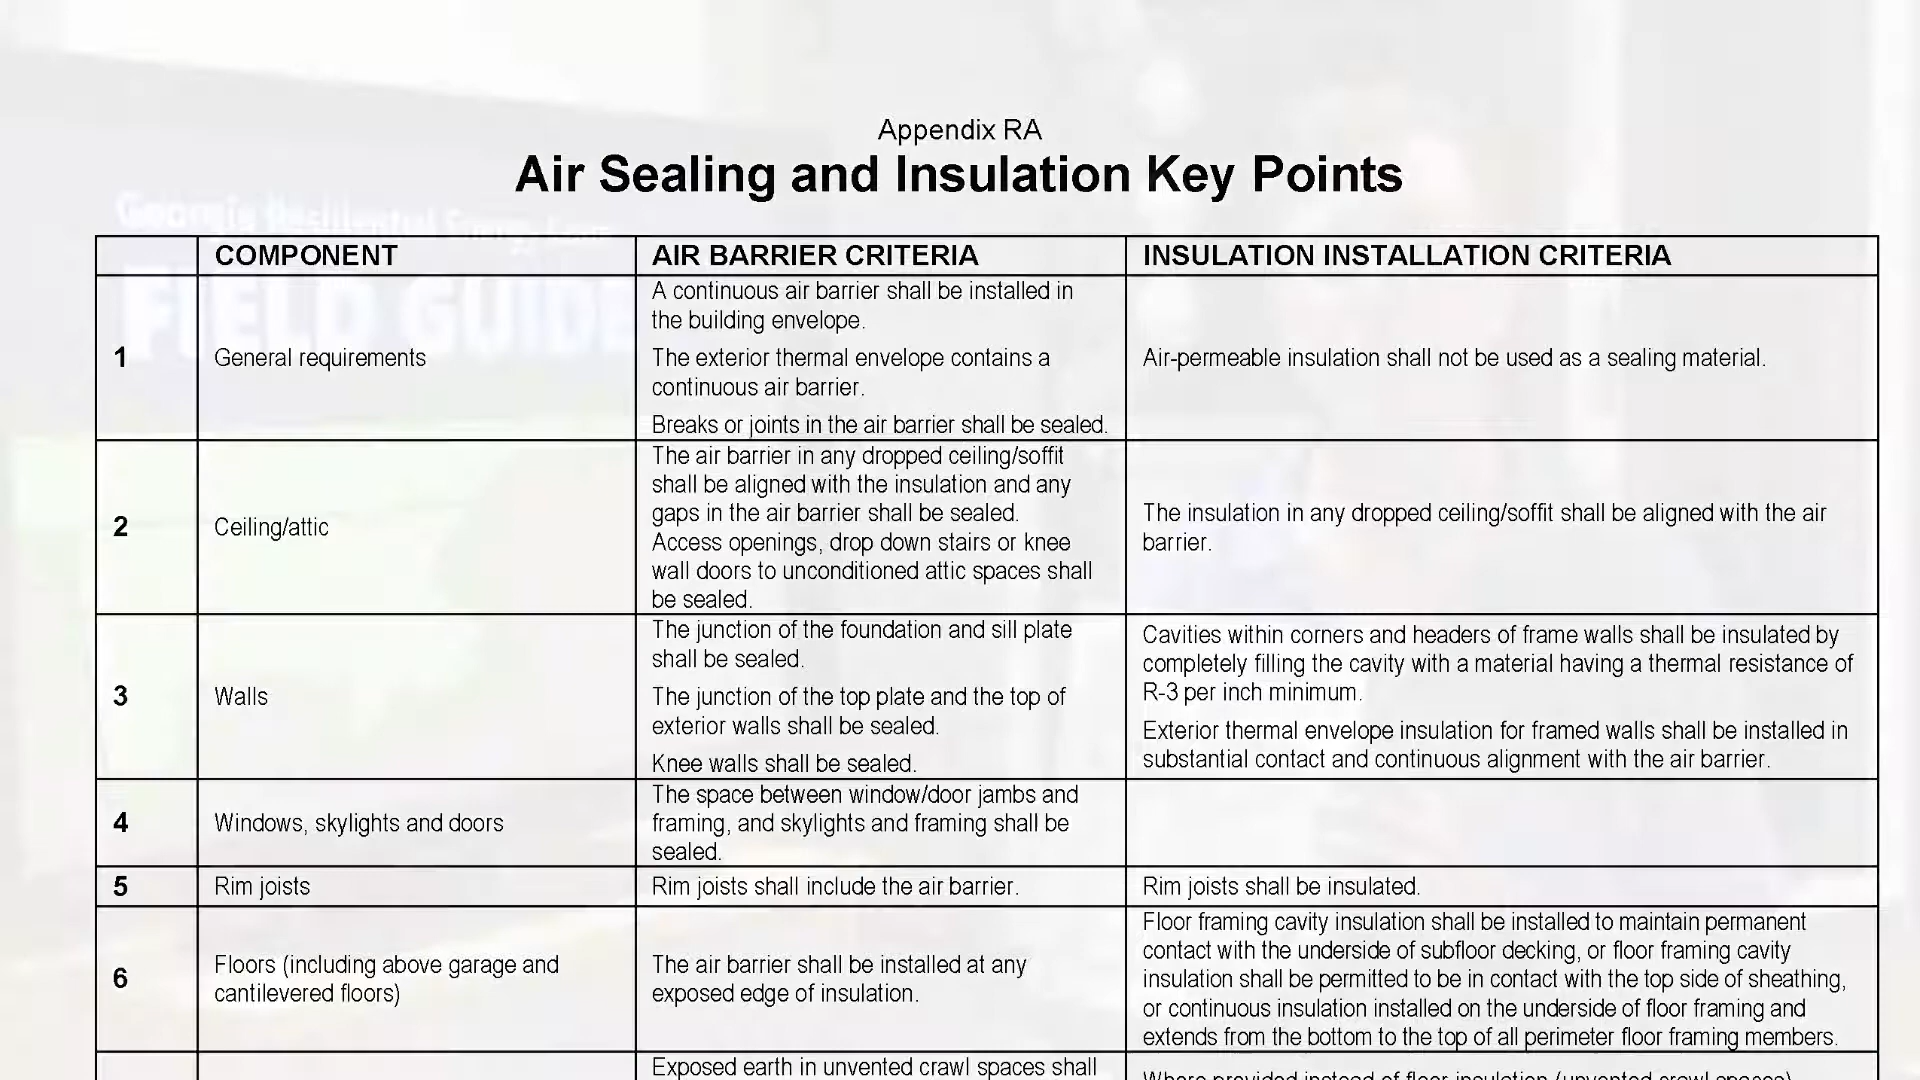 Appendix RA
Air Sealing and Insulation Key Points
Georgia Residential Energy Code
FIELD GUIDE
COMPONENT
AIR BARRIER CRITERIA
INSULATION INSTALLATION CRITERIA
1
General requirements
A continuous air barrier shall be installed in
the building envelope.
The exterior thermal envelope contains a
continuous air barrier.
Breaks or joints in the air barrier shall be sealed.
Air-permeable insulation shall not be used as a sealing material.
2
Ceiling/attic
The air barrier in any dropped ceiling/soffit
shall be aligned with the insulation and any
gaps in the air barrier shall be sealed.
Access openings, drop down stairs or knee
wall doors to unconditioned attic spaces shall
be sealed.
The insulation in any dropped ceiling/soffit shall be aligned with the air
barrier.
3
Walls
The junction of the foundation and sill plate
shall be sealed.
The junction of the top plate and the top of
exterior walls shall be sealed.
Knee walls shall be sealed.
Cavities within corners and headers of frame walls shall be insulated by
completely filling the cavity with a material having a thermal resistance of
R-3 per inch minimum.
Exterior thermal envelope insulation for framed walls shall be installed in
substantial contact and continuous alignment with the air barrier.
4
Windows, skylights and doors
The space between window/door jambs and
framing, and skylights and framing shall be
sealed.
5
Rim joists
Rim joists shall include the air barrier.
Rim joists shall be insulated.
6
Floors (including above garage and
cantilevered floors)
The air barrier shall be installed at any
exposed edge of insulation.
Floor framing cavity insulation shall be installed to maintain permanent
contact with the underside of subfloor decking, or floor framing cavity
insulation shall be permitted to be in contact with the top side of sheathing,
or continuous insulation installed on the underside of floor framing and
extends from the bottom to the top of all perimeter floor framing members.
Exposed earth in unvented crawl spaces shall
Where provided instead of floor insulation (unvented crawl spaces)